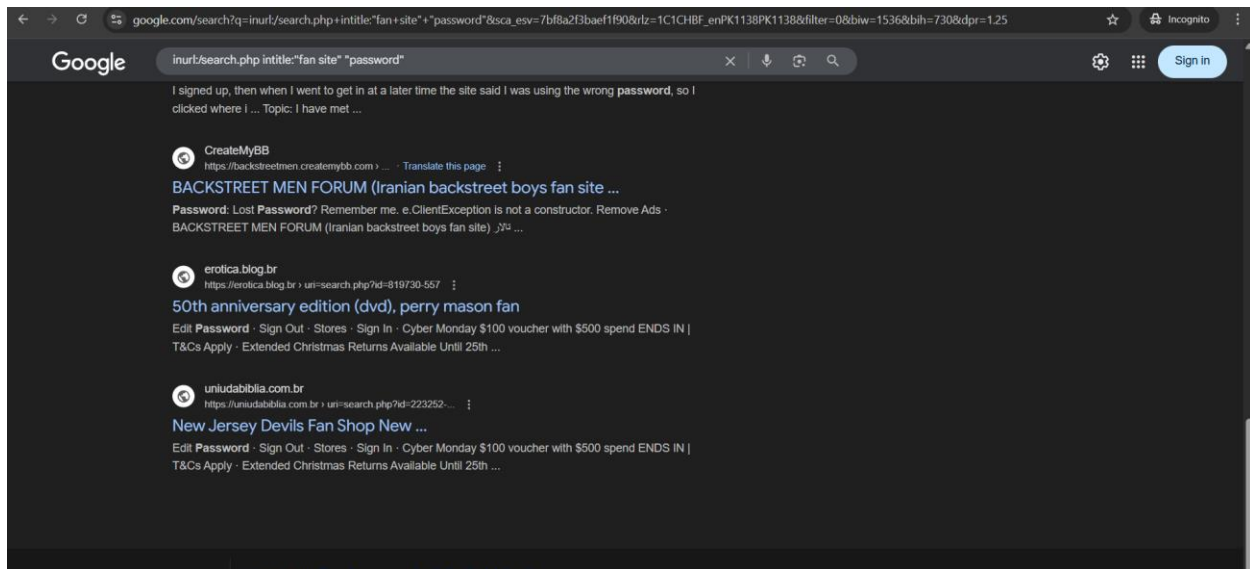 google.com/search?q=inurl:/search.php+intitle:"fan+site"+"password"&sca_esv=7bf8a2f3baef1f90&rlz=1C1CHBF_enPK1138PK1138&filter=0&biw=1536&bih=730&dpr=1.25
Incognito
Google
inurl:/search.php intitle:"fan site" "password"
Sign in
I signed up, then when I went to get in at a later time the site said I was using the wrong password, so I
clicked where i ... Topic: I have met ...
CreateMyBB
https://backstreetmen.createmybb.com › ... · Translate this page
BACKSTREET MEN FORUM (Iranian backstreet boys fan site ...
Password: Lost Password? Remember me. e.ClientException is not a constructor. Remove Ads ·
BACKSTREET MEN FORUM (Iranian backstreet boys fan site) ...
erotica.blog.br
https://erotica.blog.br › uri=search.php?id=819730-557
50th anniversary edition (dvd), perry mason fan
Edit Password · Sign Out · Stores · Sign In · Cyber Monday $100 voucher with $500 spend ENDS IN |
T&Cs Apply · Extended Christmas Returns Available Until 25th ...
uniudabiblia.com.br
https://uniudabiblia.com.br › uri=search.php?id=223252-...
New Jersey Devils Fan Shop New ...
Edit Password · Sign Out · Stores · Sign In · Cyber Monday $100 voucher with $500 spend ENDS IN |
T&Cs Apply · Extended Christmas Returns Available Until 25th ...